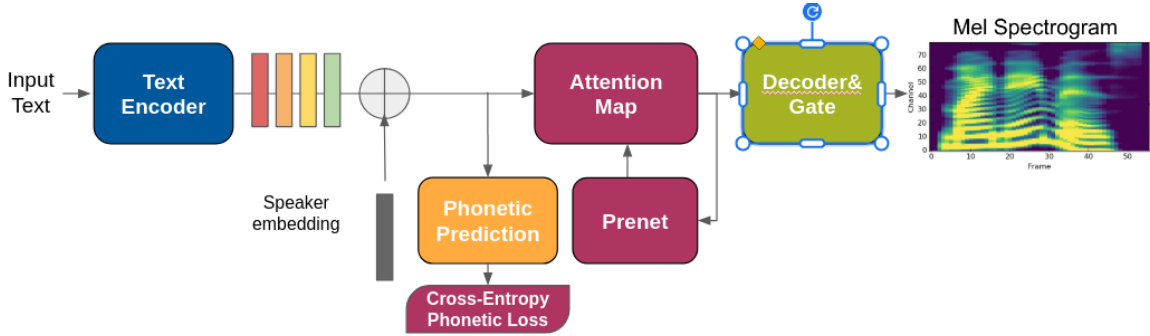 Mel Spectrogram
Input
Text
Text
Encoder
Attention
Map
Decoder&
Gate
Channel
70
60
50
40
30
20
10
0
0
10
20
30
40
50
Frame
Speaker
embedding
Phonetic
Prediction
Prenet
Cross-Entropy
Phonetic Loss